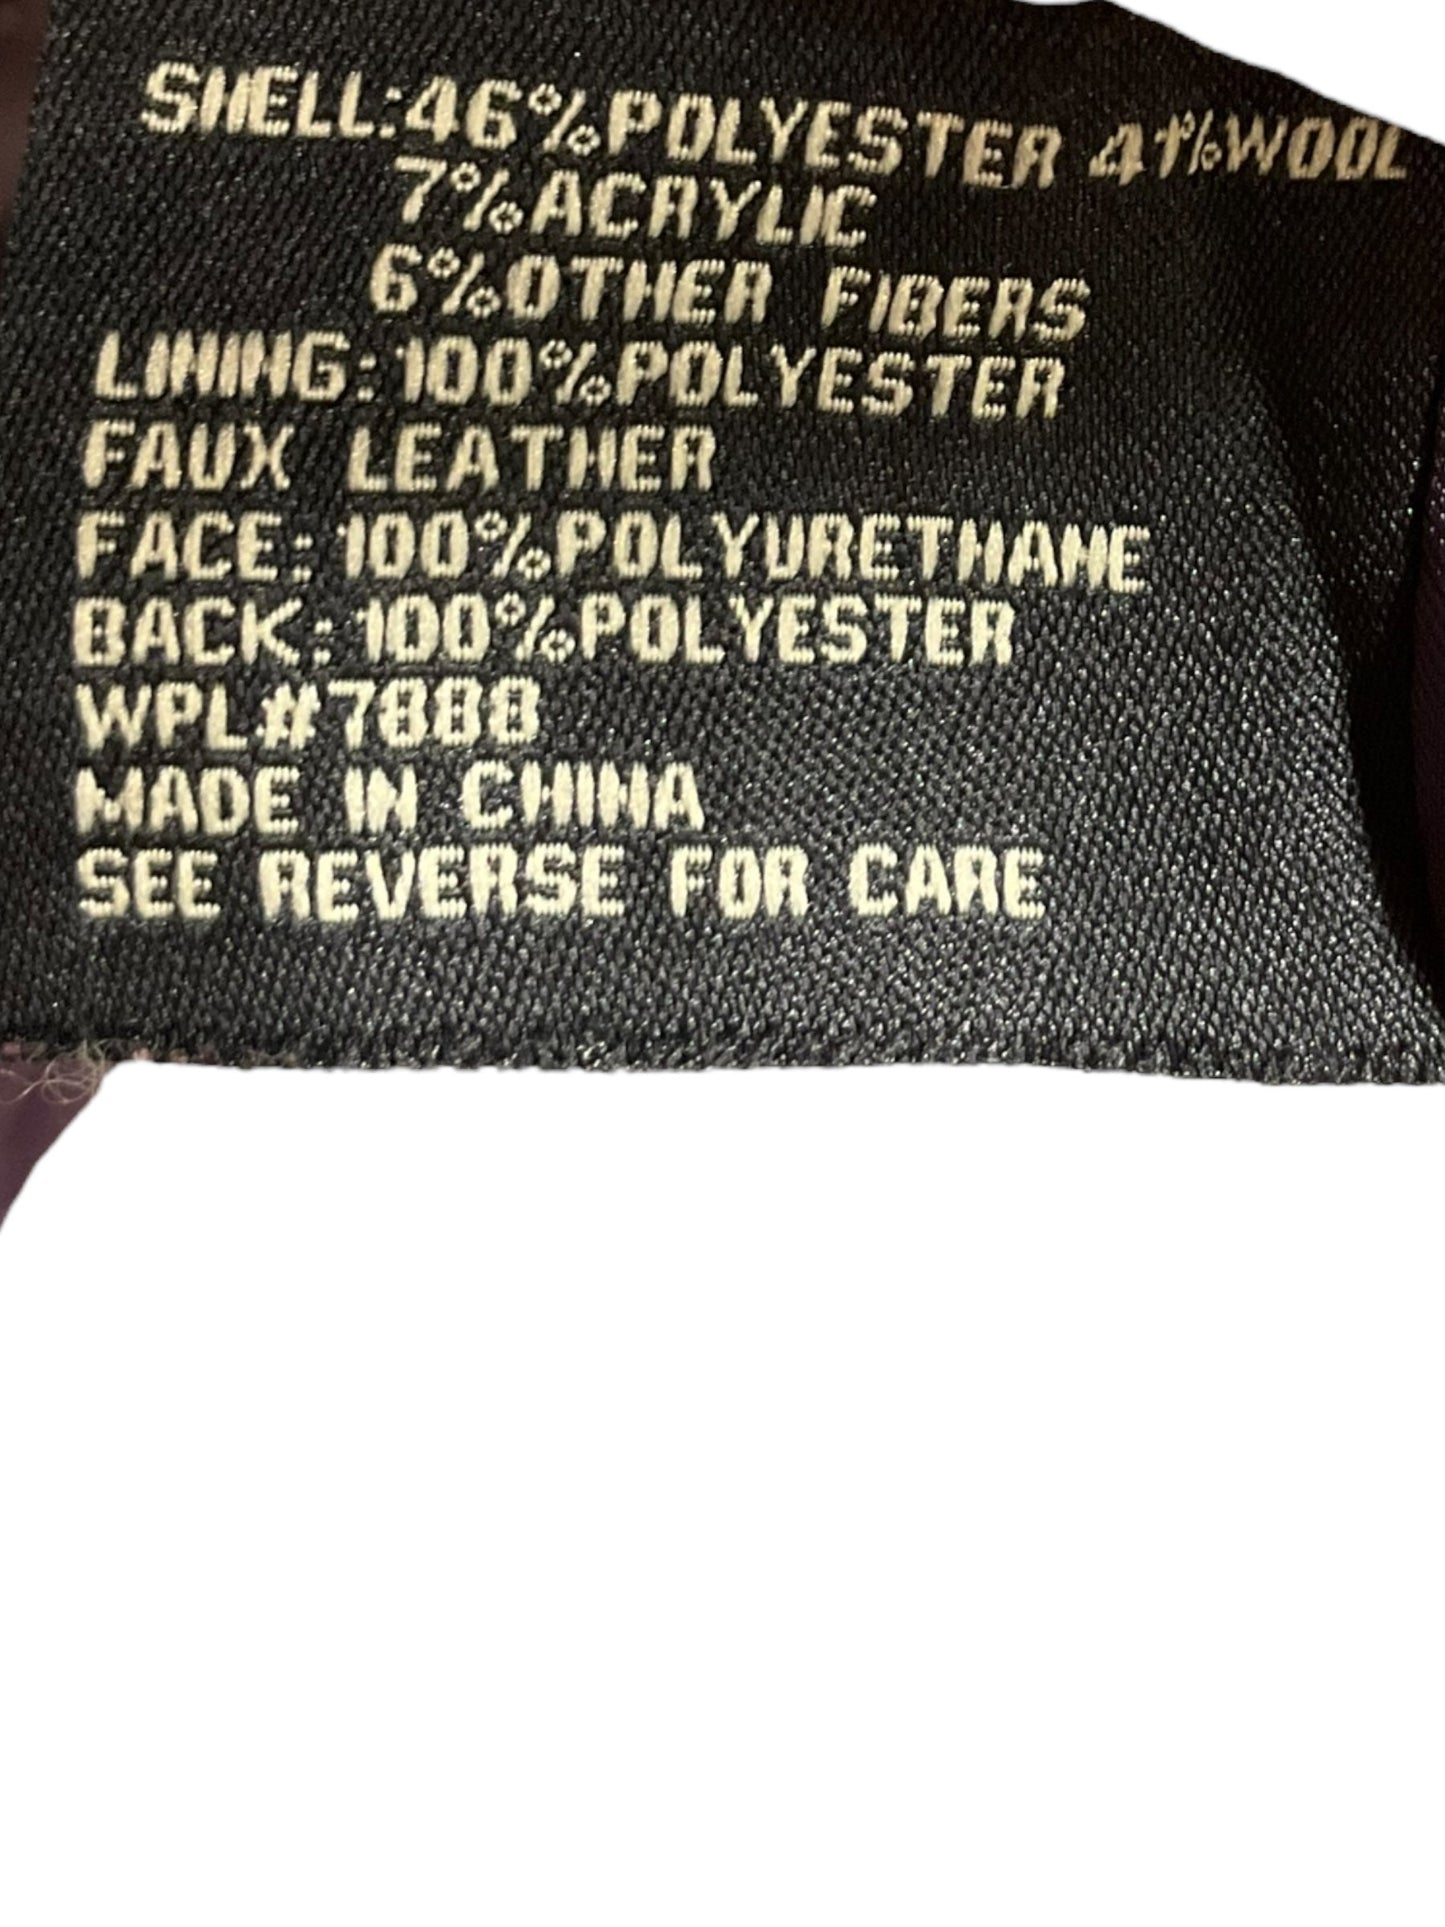 SHELL:46%POLYESTER 41%WOOL
7%ACRYLIC
6%OTHER FIBERS
LINING:100%POLYESTER
FAUX LEATHER
FACE:100%POLYURETHANE
BACK:100%POLYESTER
WPL#7888
MADE IN CHINA
SEE REVERSE FOR CARE